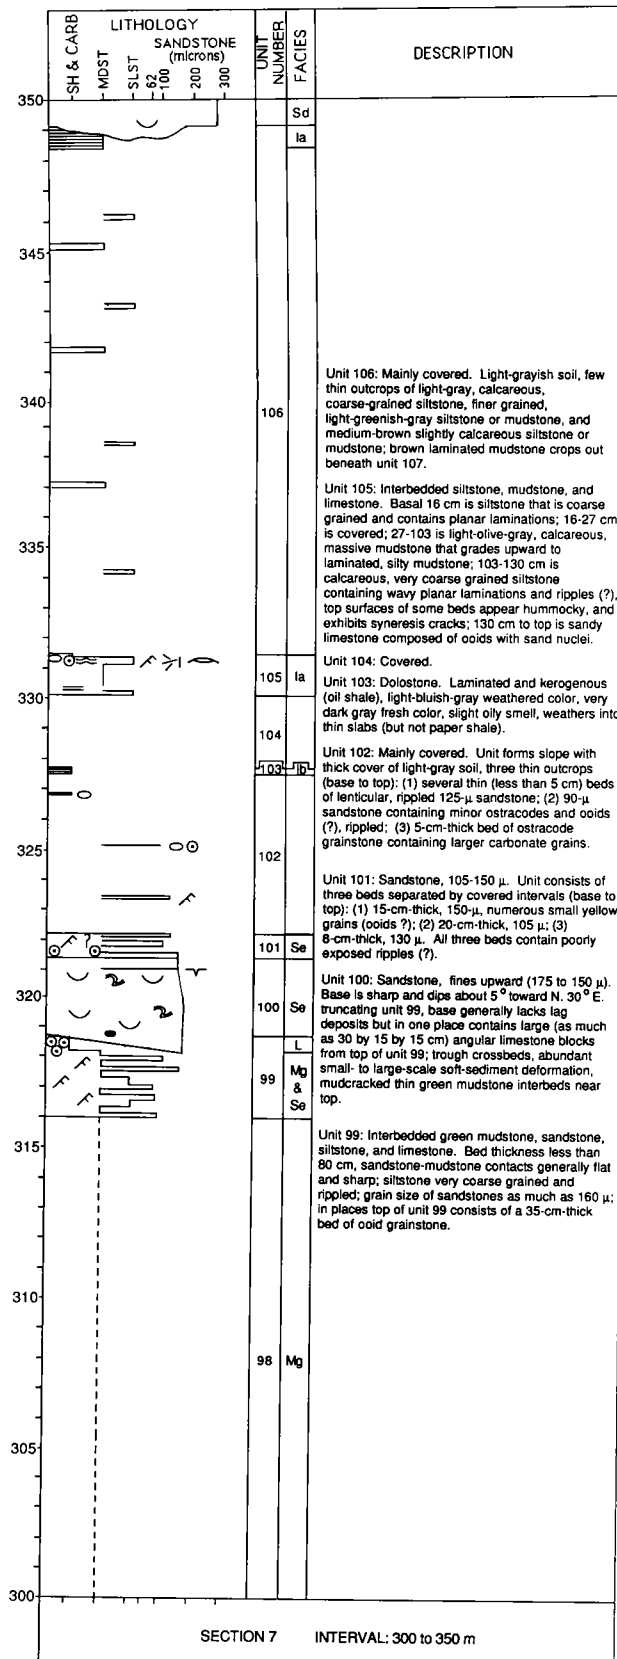 LITHOLOGY
SANDSTONE
(microns)
SH & CARB
MDST
SLST
62
100
200
300
UNIT
NUMBER
FACIES
DESCRIPTION
350
Sd
Ia
345
340
106
335
330
105
Ia
104
103
Ib
325
102
101
Se
?
320
100
Se
L
99
Mg
&
Se
315
310
98
Mg
305
300
Unit 106: Mainly covered. Light-grayish soil, few
thin outcrops of light-gray, calcareous,
coarse-grained siltstone, finer grained,
light-greenish-gray siltstone or mudstone, and
medium-brown slightly calcareous siltstone or
mudstone; brown laminated mudstone crops out
beneath unit 107.
Unit 105: Interbedded siltstone, mudstone, and
limestone. Basal 16 cm is siltstone that is coarse
grained and contains planar laminations; 16-27 cm
is covered; 27-103 is light-olive-gray, calcareous,
massive mudstone that grades upward to
laminated, silty mudstone; 103-130 cm is
calcareous, very coarse grained siltstone
containing wavy planar laminations and ripples (?),
top surfaces of some beds appear hummocky, and
exhibits syneresis cracks; 130 cm to top is sandy
limestone composed of ooids with sand nuclei.
Unit 104: Covered.
Unit 103: Dolostone. Laminated and kerogenous
(oil shale), light-bluish-gray weathered color, very
dark gray fresh color, slight oily smell, weathers into
thin slabs (but not paper shale).
Unit 102: Mainly covered. Unit forms slope with
thick cover of light-gray soil, three thin outcrops
(base to top): (1) several thin (less than 5 cm) beds
of lenticular, rippled 125-µ sandstone; (2) 90-µ
sandstone containing minor ostracodes and ooids
(?), rippled; (3) 5-cm-thick bed of ostracode
grainstone containing larger carbonate grains.
Unit 101: Sandstone, 105-150 µ. Unit consists of
three beds separated by covered intervals (base to
top): (1) 15-cm-thick, 150-µ, numerous small yellow
grains (ooids ?); (2) 20-cm-thick, 105 µ; (3)
8-cm-thick, 130 µ. All three beds contain poorly
exposed ripples (?).
Unit 100: Sandstone, fines upward (175 to 150 µ).
Base is sharp and dips about 5° toward N. 30° E.
truncating unit 99, base generally lacks lag
deposits but in one place contains large (as much
as 30 by 15 by 15 cm) angular limestone blocks
from top of unit 99; trough crossbeds, abundant
small- to large-scale soft-sediment deformation,
mudcracked thin green mudstone interbeds near
top.
Unit 99: Interbedded green mudstone, sandstone,
siltstone, and limestone. Bed thickness less than
80 cm, sandstone-mudstone contacts generally flat
and sharp; siltstone very coarse grained and
rippled; grain size of sandstones as much as 160 µ;
in places top of unit 99 consists of a 35-cm-thick
bed of ooid grainstone.
SECTION 7 INTERVAL: 300 to 350 m